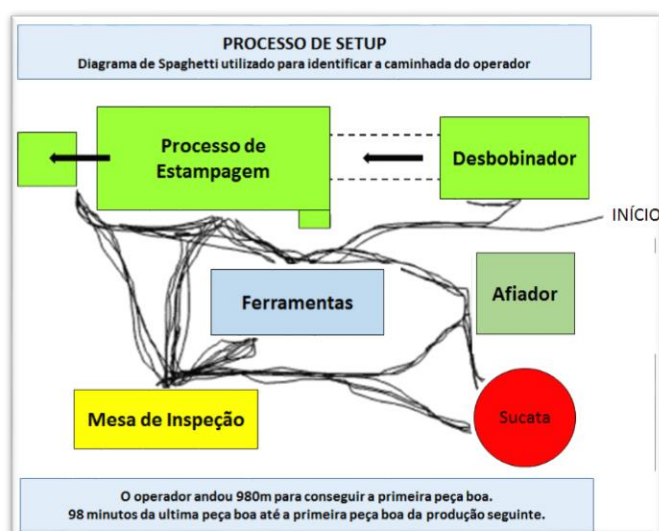 PROCESSO DE SETUP
Diagrama de Spaghetti utilizado para identificar a caminhada do operador
Processo de
Estampagem
Desbobinador
INÍCIO
Ferramentas
Afiador
Mesa de Inspeção
Sucata
O operador andou 980m para conseguir a primeira peça boa.
98 minutos da ultima peça boa até a primeira peça boa da produção seguinte.